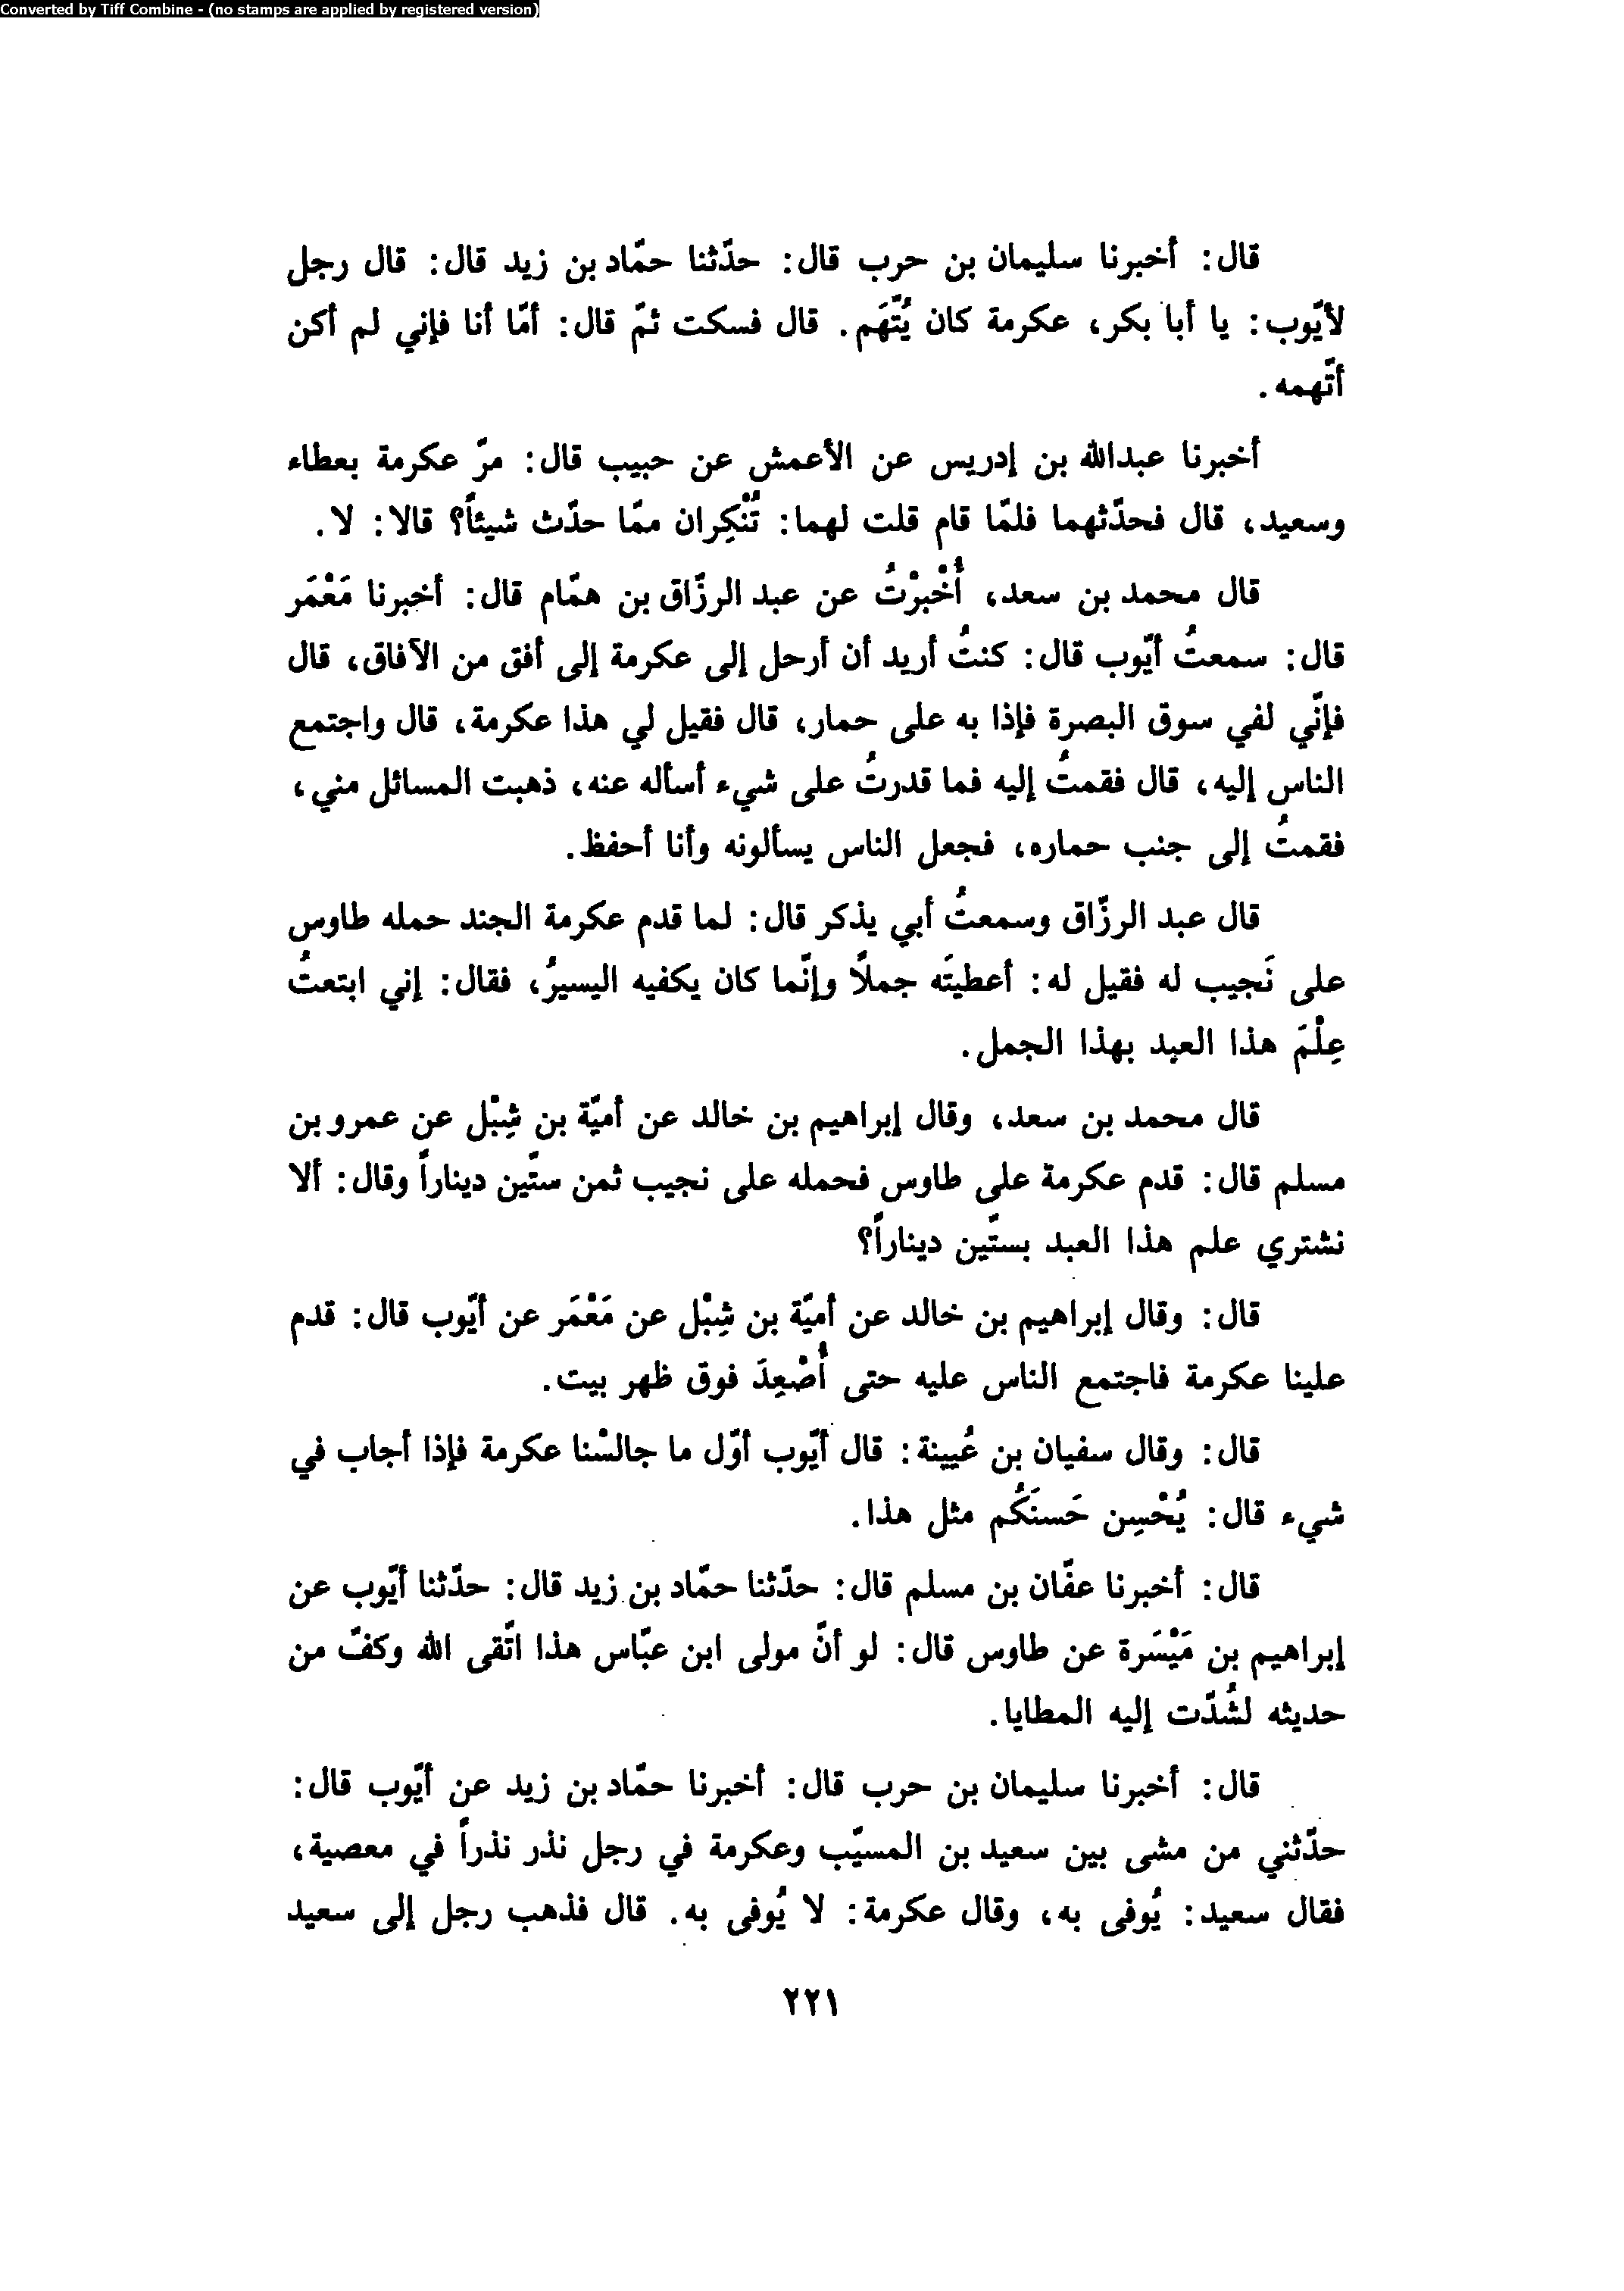 Converted by Tiff Combine - (no stamps are applied by registered version)
قال: أخبرنا سليمان بن حرب قال: حدّثنا حمّاد بن زيد قال: قال رجل
لأيّوب: يا أبا بكر، عكرمة كان يُتّهَم. قال فسكت ثمّ قال: أمّا أنا فإني لم أكن
أتّهمه.
أخبرنا عبدالله بن إدريس عن الأعمش عن حبيب قال: مرّ عكرمة بعطاء
وسعيد، قال فحدّثهما فلمّا قام قلت لهما: تُنْكِران ممّا حدّث شيئاً؟ قالا: لا.
قال محمد بن سعد، أُخْبِرْتُ عن عبد الرزّاق بن همّام قال: أخبرنا مَعْمَر
قال: سمعتُ أيّوب قال: كنتُ أريد أن أرحل إلى عكرمة إلى أفق من الآفاق، قال
فإنّي لفي سوق البصرة فإذا به على حمار، قال فقيل لي هذا عكرمة، قال واجتمع
الناس إليه، قال فقمتُ إليه فما قدرتُ على شيء أسأله عنه، ذهبت المسائل مني،
فقمتُ إلى جنب حماره، فجعل الناس يسألونه وأنا أحفظ.
قال عبد الرزّاق وسمعتُ أبي يذكر قال: لما قدم عكرمة الجند حمله طاوس
على نَجيب له فقيل له: أعطيتَه جملًا وإنّما كان يكفيه اليسيرُ، فقال: إني ابتعتُ
عِلْمَ هذا العبد بهذا الجمل.
قال محمد بن سعد، وقال إبراهيم بن خالد عن أميّة بن شِبْل عن عمرو بن
مسلم قال: قدم عكرمة على طاوس فحمله على نجيب ثمن ستّين ديناراً وقال: ألا
نشتري علم هذا العبد بستّين ديناراً؟
قال: وقال إبراهيم بن خالد عن أميّة بن شِبْل عن مَعْمَر عن أيّوب قال: قدم
علينا عكرمة فاجتمع الناس عليه حتى أُصْعِدَ فوق ظهر بيت.
قال: وقال سفيان بن عُيينة: قال أيّوب أوّل ما جالسْنا عكرمة فإذا أجاب في
شيء قال: يُحْسِن حَسنَكُم مثل هذا.
قال: أخبرنا عفّان بن مسلم قال: حدّثنا حمّاد بن زيد قال: حدّثنا أيّوب عن
إبراهيم بن مَيْسَرة عن طاوس قال: لو أنّ مولى ابن عبّاس هذا اتّقى الله وكفّ من
حديثه لشُدّت إليه المطايا.
قال: أخبرنا سليمان بن حرب قال: أخبرنا حمّاد بن زيد عن أيّوب قال:
حدّثني من مشى بين سعيد بن المسيّب وعكرمة في رجل نذر نذراً في معصية،
فقال سعيد: يُوفى به، وقال عكرمة: لا يُوفى به. قال فذهب رجل إلى سعيد
٢٢١